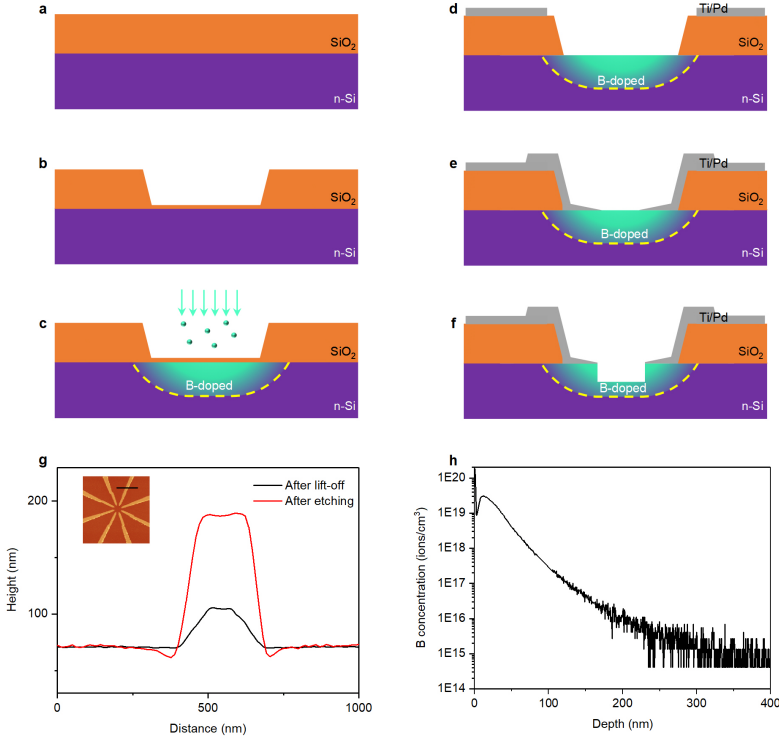 a
SiO₂
n-Si
b
SiO₂
n-Si
c
SiO₂
B-doped
n-Si
d
Ti/Pd
SiO₂
B-doped
n-Si
e
Ti/Pd
SiO₂
B-doped
n-Si
f
Ti/Pd
SiO₂
B-doped
n-Si
g
After lift-off
After etching
200
100
Height (nm)
0
500
1000
Distance (nm)
h
1E20
1E19
1E18
1E17
1E16
1E15
1E14
B concentration (ions/cm³)
0
100
200
300
400
Depth (nm)